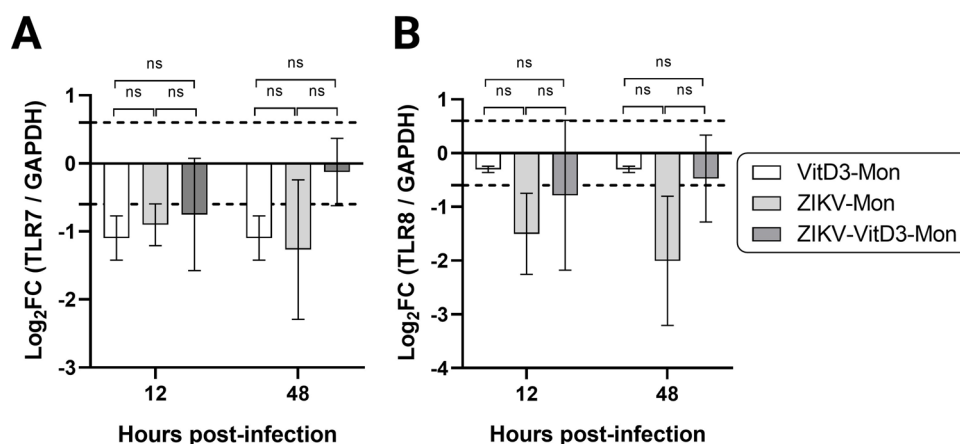 A
ns
ns
ns
ns
ns
ns
Log2FC (TLR7 / GAPDH)
1
0
-1
-2
-3
12
48
Hours post-infection
B
ns
ns
ns
ns
ns
ns
Log2FC (TLR8 / GAPDH)
1
0
-1
-2
-3
-4
12
48
Hours post-infection
VitD3-Mon
ZIKV-Mon
ZIKV-VitD3-Mon